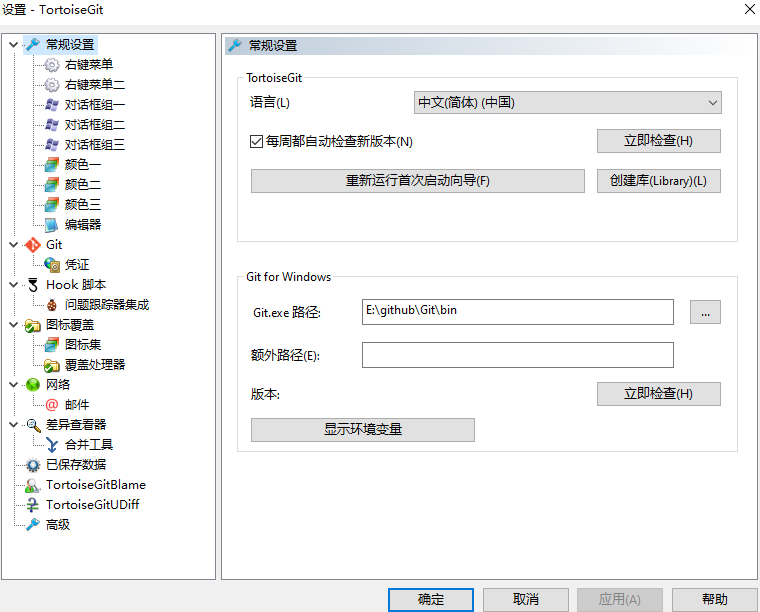 设置 - TortoiseGit
常规设置
右键菜单
右键菜单二
对话框组一
对话框组二
对话框组三
颜色一
颜色二
颜色三
编辑器
Git
凭证
Hook 脚本
问题跟踪器集成
图标覆盖
图标集
覆盖处理器
网络
邮件
差异查看器
合并工具
已保存数据
TortoiseGitBlame
TortoiseGitUDiff
高级
常规设置
TortoiseGit
语言(L)
中文(简体) (中国)
每周都自动检查新版本(N)
立即检查(H)
重新运行首次启动向导(F)
创建库(Library)(L)
Git for Windows
Git.exe 路径:
E:\github\Git\bin
...
额外路径(E):
版本:
立即检查(H)
显示环境变量
确定
取消
应用(A)
帮助